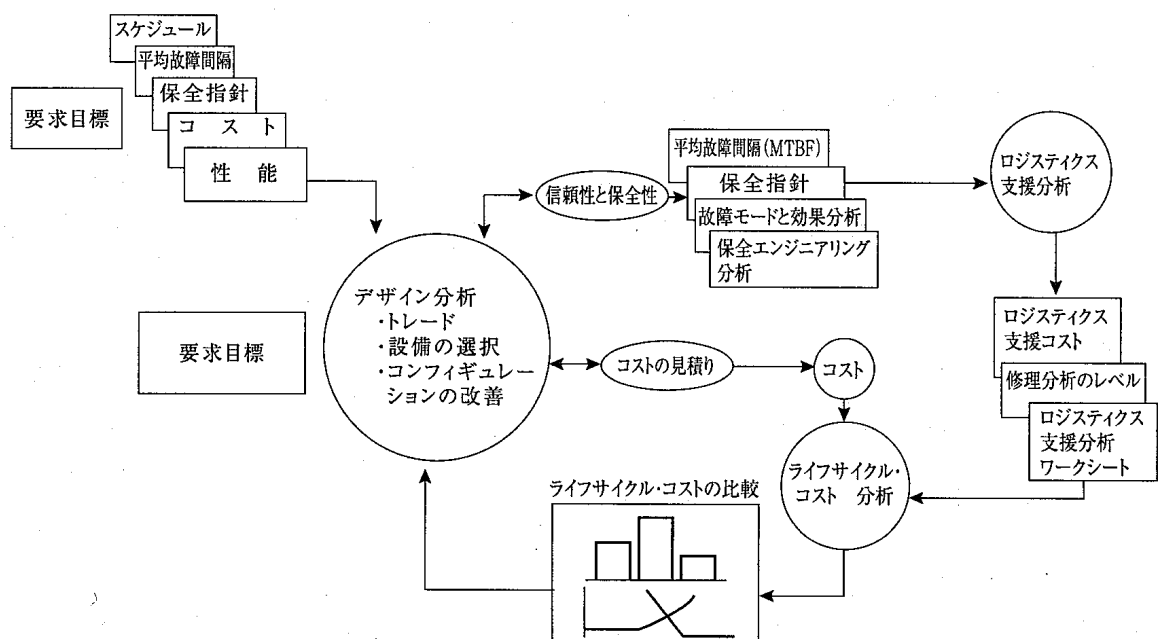 スケジュール
平均故障間隔
保全指針
コスト
性能
要求目標
平均故障間隔(MTBF)
保全指針
故障モードと効果分析
保全エンジニアリング
分析
信頼性と保全性
ロジスティクス
支援分析
デザイン分析
・トレード
・設備の選択
・コンフィギュレー
ションの改善
要求目標
コストの見積り
コスト
ロジスティクス
支援コスト
修理分析のレベル
ロジスティクス
支援分析
ワークシート
ライフサイクル・
コスト 分析
ライフサイクル・コストの比較